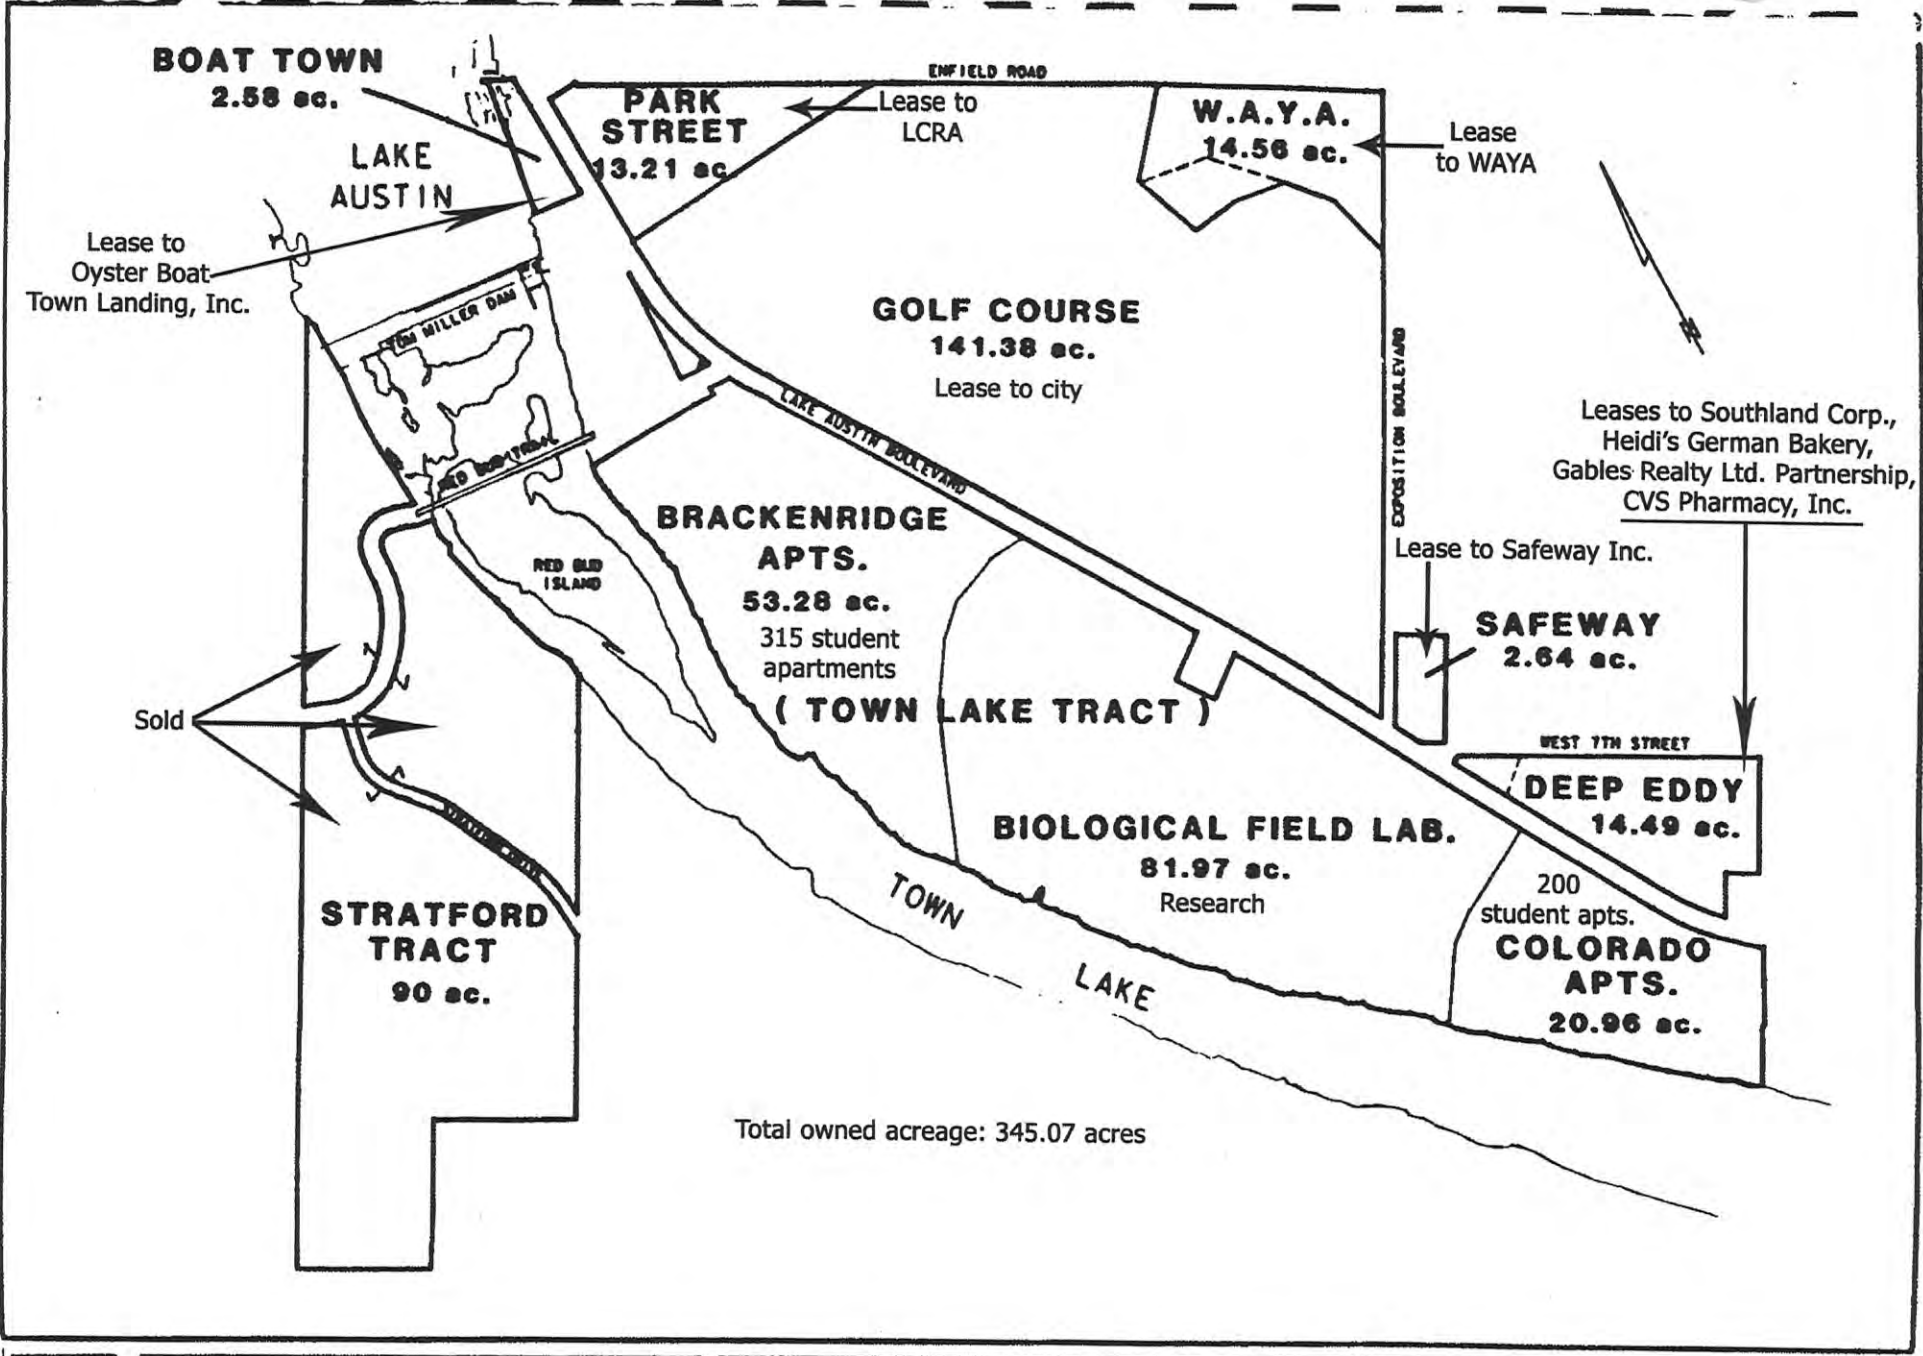 BOAT TOWN
2.58 ac.
LAKE
AUSTIN
Lease to
Oyster Boat
Town Landing, Inc.
ENFIELD ROAD
PARK
STREET
13.21 ac.
Lease to
LCRA
W.A.Y.A.
14.56 ac.
Lease
to WAYA
TOM MILLER DAM
GOLF COURSE
141.38 ac.
Lease to city
LAKE AUSTIN BOULEVARD
EXPOSITION BOULEVARD
Leases to Southland Corp.,
Heidi's German Bakery,
Gables Realty Ltd. Partnership,
CVS Pharmacy, Inc.
RED BUD TRAIL
RED BUD
ISLAND
BRACKENRIDGE
APTS.
53.28 ac.
315 student
apartments
( TOWN LAKE TRACT )
Lease to Safeway Inc.
SAFEWAY
2.64 ac.
Sold
WEST 7TH STREET
DEEP EDDY
14.49 ac.
BIOLOGICAL FIELD LAB.
81.97 ac.
Research
STRATFORD DRIVE
STRATFORD
TRACT
90 ac.
TOWN
LAKE
200
student apts.
COLORADO
APTS.
20.96 ac.
N
Total owned acreage: 345.07 acres